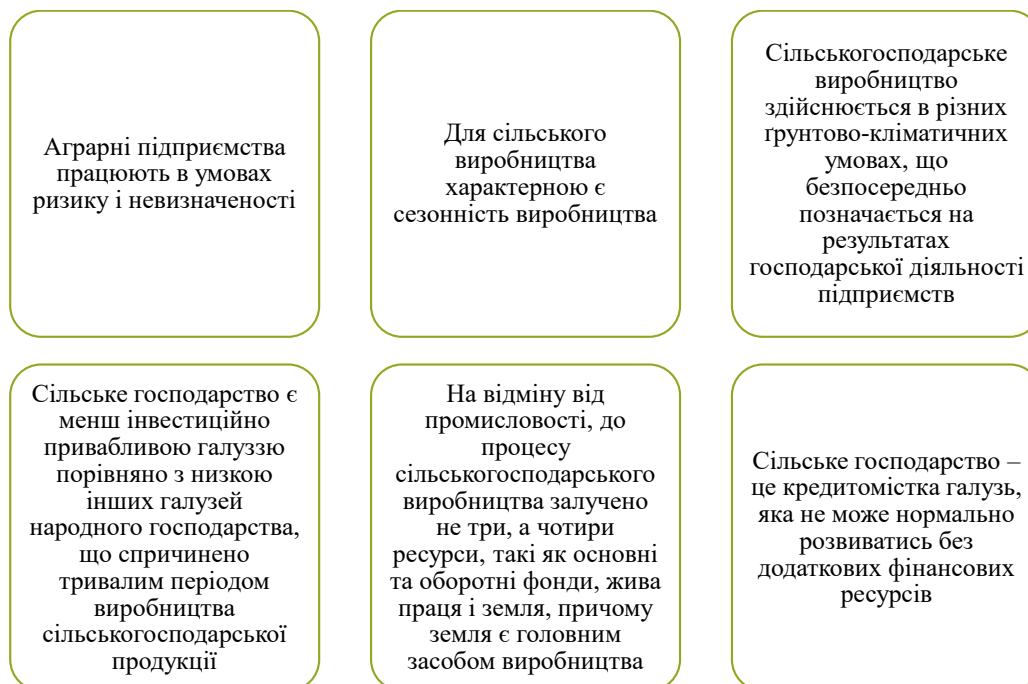 Аграрні підприємства
працюють в умовах
ризику і невизначеності
Для сільського
виробництва
характерною є
сезонність виробництва
Сільськогосподарське
виробництво
здійснюється в різних
ґрунтово-кліматичних
умовах, що
безпосередньо
позначається на
результатах
господарської діяльності
підприємств
Сільське господарство є
менш інвестиційно
привабливою галуззю
порівняно з низкою
інших галузей
народного господарства,
що спричинено
тривалим періодом
виробництва
сільськогосподарської
продукції
На відміну від
промисловості, до
процесу
сільськогосподарського
виробництва залучено
не три, а чотири
ресурси, такі як основні
та оборотні фонди, жива
праця і земля, причому
земля є головним
засобом виробництва
Сільське господарство –
це кредитомістка галузь,
яка не може нормально
розвиватись без
додаткових фінансових
ресурсів